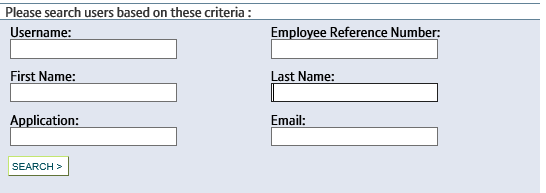 Please search users based on these criteria :
Username: Employee Reference Number:
First Name: Last Name:
Application: Email:
SEARCH >